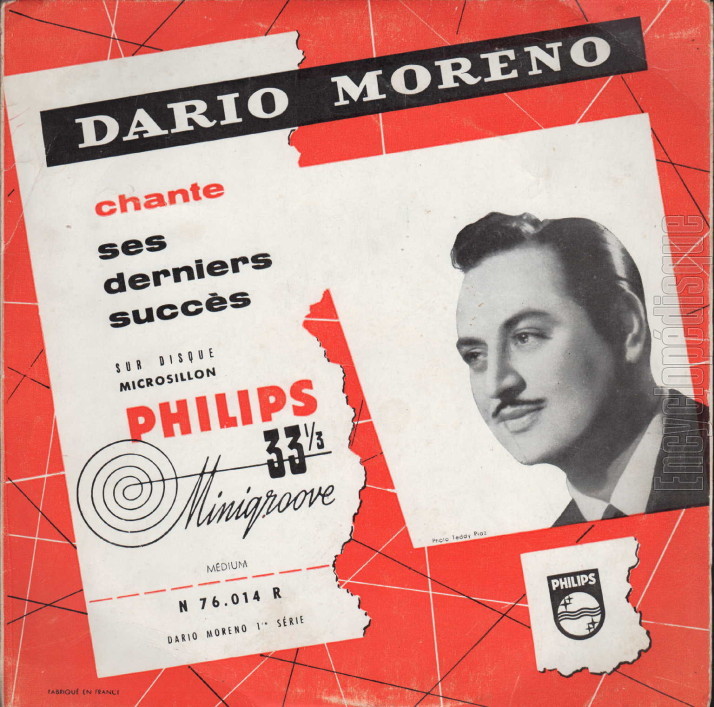 DARIO MORENO
chante
ses
derniers
succès
SUR DISQUE
MICROSILLON
PHILIPS
33 1/3
Minigroove
MÉDIUM
N 76.014 R
DARIO MORENO 1re SÉRIE
Photo Teddy Piaz
PHILIPS
FABRIQUÉ EN FRANCE
Encyclopédisque